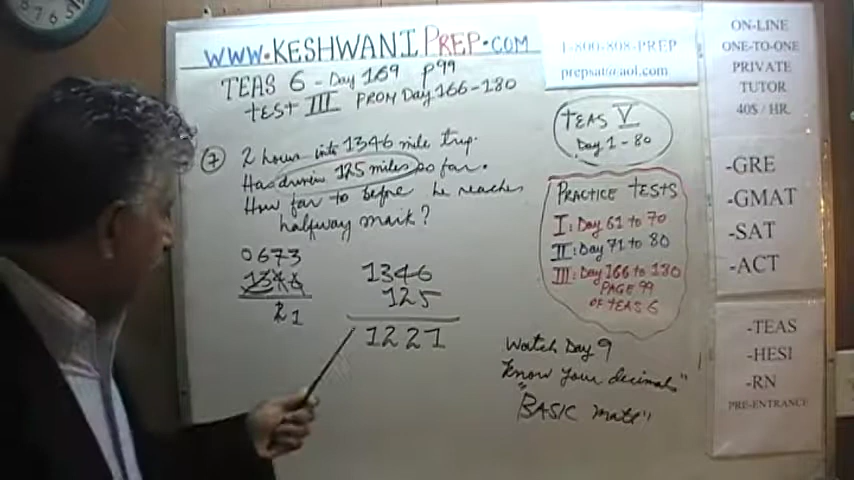 WWW.KESHWANIPREP.COM
TEAS 6 - Day 169 P99
TEST III FROM Day 166-180
1-800-808-PREP
prepsat@aol.com
ON-LINE
ONE-TO-ONE
PRIVATE
TUTOR
40$ / HR.
TEAS V
Day 1-80
7 2 hours into 1346 mile trip.
Has driven 125 miles so far.
How far to before he reaches
halfway mark?
0673
1346
21
1346
125
1221
PRACTICE TESTS
I: Day 61 to 70
II: Day 71 to 80
III: Day 166 to 180
PAGE 99
OF TEAS 6
Watch Day 9
"Know your decimals"
"BASIC math"
-GRE
-GMAT
-SAT
-ACT
-TEAS
-HESI
-RN
PRE-ENTRANCE